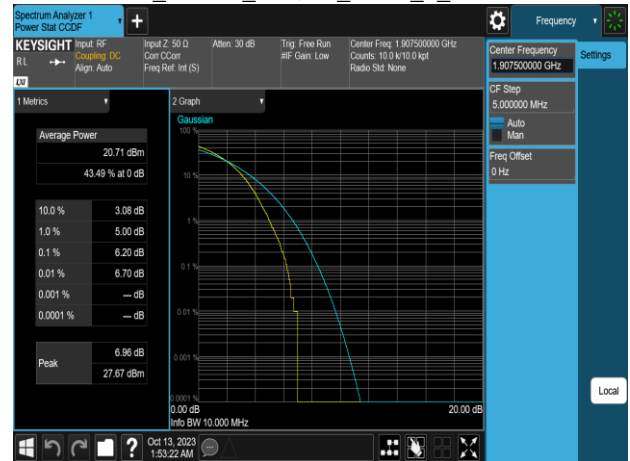 Spectrum Analyzer 1
Power Stat CCDF
Frequency
KEYSIGHT
RL
LXI
Input: RF
Coupling: DC
Align: Auto
Input Z: 50 Ω
Corr CCorr
Freq Ref: Int (S)
Atten: 30 dB
Trig: Free Run
#IF Gain: Low
Center Freq: 1.907500000 GHz
Counts: 10.0 k/10.0 kpt
Radio Std: None
Center Frequency
1.907500000 GHz
Settings
CF Step
5.000000 MHz
Auto
Man
Freq Offset
0 Hz
1 Metrics
Average Power
20.71 dBm
43.49 % at 0 dB
10.0 % 3.08 dB
1.0 % 5.00 dB
0.1 % 6.20 dB
0.01 % 6.70 dB
0.001 % --- dB
0.0001 % --- dB
Peak
6.96 dB
27.67 dBm
2 Graph
Gaussian
100 %
10 %
1 %
0.1 %
0.01 %
0.001 %
0.0001 %
0.00 dB 20.00 dB
Info BW 10.000 MHz
Local
? Oct 13, 2023
1:53:22 AM